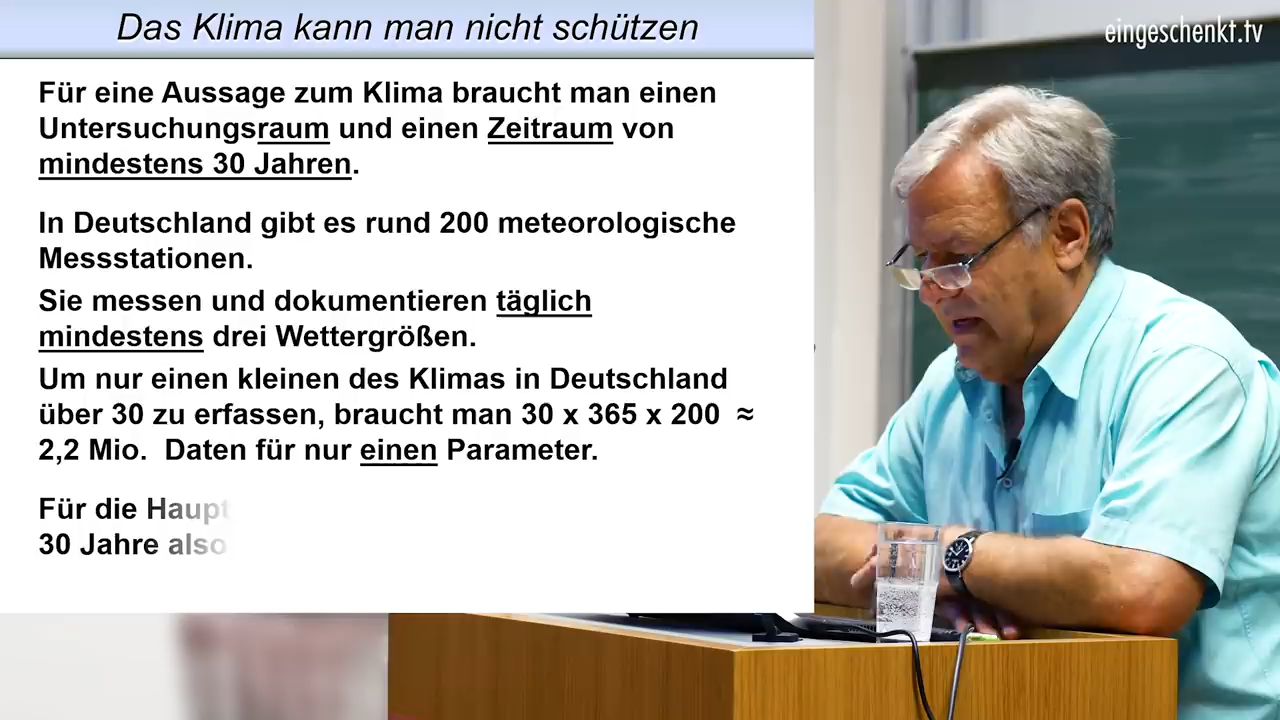 Das Klima kann man nicht schützen
eingeschenkt.tv
Für eine Aussage zum Klima braucht man einen
Untersuchungsraum und einen Zeitraum von
mindestens 30 Jahren.
In Deutschland gibt es rund 200 meteorologische
Messstationen.
Sie messen und dokumentieren täglich
mindestens drei Wettergrößen.
Um nur einen kleinen des Klimas in Deutschland
über 30 zu erfassen, braucht man 30 x 365 x 200 ≈
2,2 Mio. Daten für nur einen Parameter.
Für die Haupt
30 Jahre also